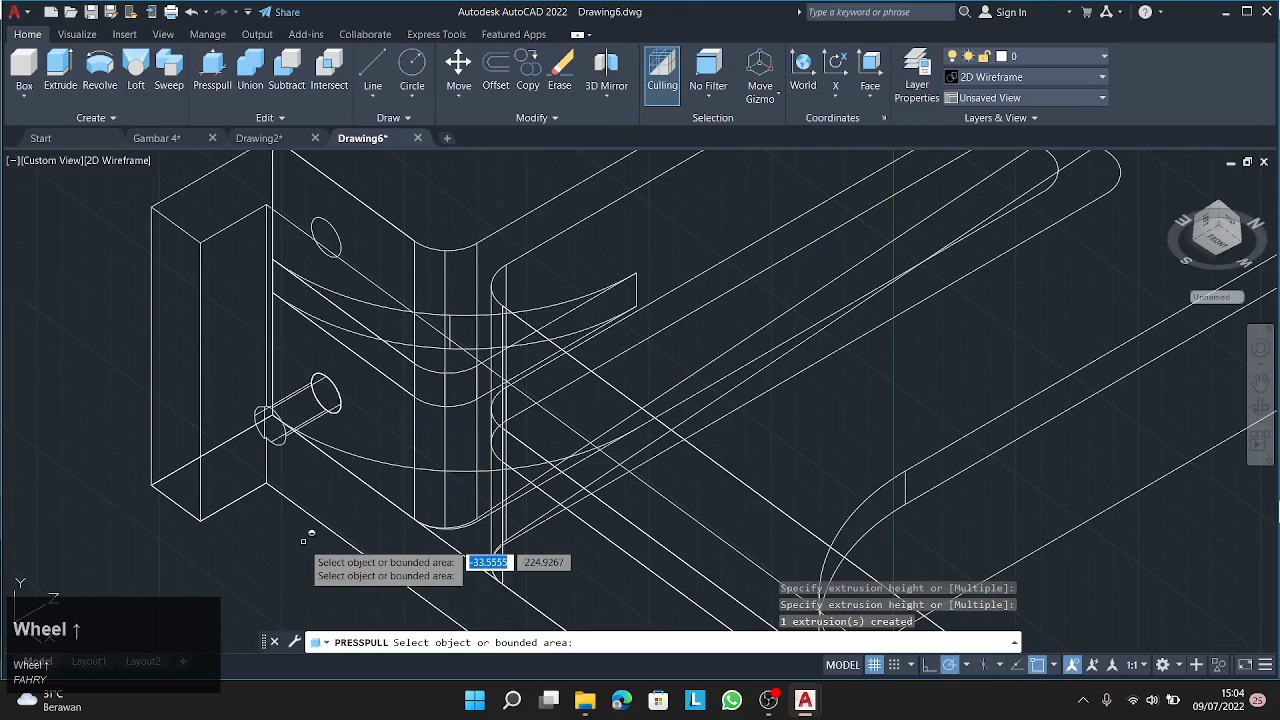 Share
Autodesk AutoCAD 2022 Drawing6.dwg
Type a keyword or phrase
Sign In
Home Visualize Insert View Manage Output Add-ins Collaborate Express Tools Featured Apps
Box Extrude Revolve Loft Sweep Presspull Union Subtract Intersect Line Circle Move Offset Copy Erase 3D Mirror Culling No Filter Move Gizmo World X Face Layer Properties
0
2D Wireframe
Unsaved View
Create Edit Draw Modify Selection Coordinates Layers & View
Start Gambar 4* Drawing2* Drawing6*
[−][Custom View][2D Wireframe]
E N FRONT S W
Unnamed
Select object or bounded area: -33.5555 -224.9267
Select object or bounded area:
Y
Z
Specify extrusion height or [Multiple]:
Specify extrusion height or [Multiple]:
1 extrusion(s) created
Wheel ↑
PRESSPULL Select object or bounded area:
Wheel ↑
Model Layout1 Layout2
MODEL 1:1
FAHRY
31°C
Berawan
L
A
15.04
09/07/2022
25